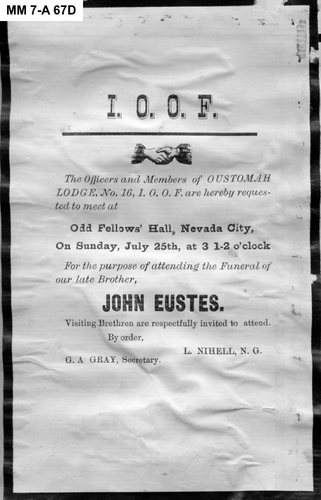 MM 7-A 67D
I. O. O. F.
The Officers and Members of OUSTOMAH
LODGE, No. 16, I. O. O. F. are hereby reques-
ted to meet at
Odd Fellows' Hall, Nevada City,
On Sunday, July 25th, at 3 1-2 o'clock
For the purpose of attending the Funeral of
our late Brother,
JOHN EUSTES.
Visiting Brethren are respectfully invited to attend.
By order,
L. NIHELL, N. G.
G. A GRAY, Secretary.